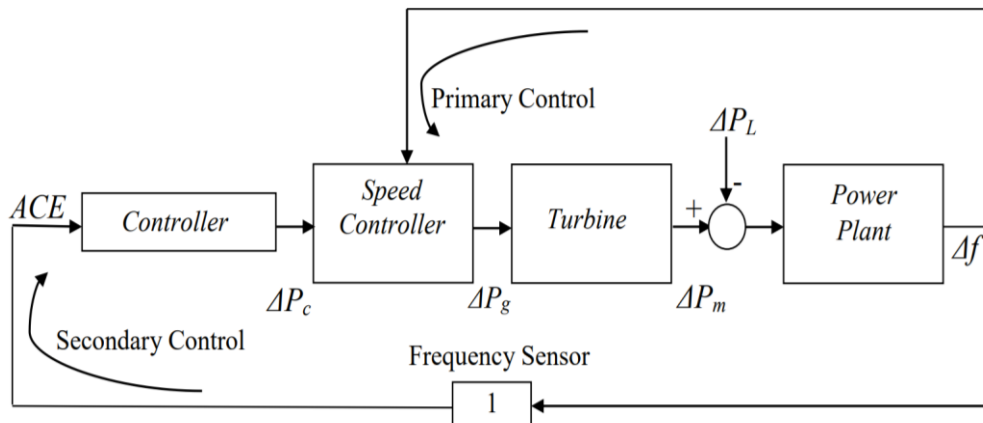 Primary Control
ΔP_L
-
ACE
Controller
Speed
Controller
Turbine
+
Power
Plant
Δf
ΔP_c
ΔP_g
ΔP_m
Secondary Control
Frequency Sensor
1